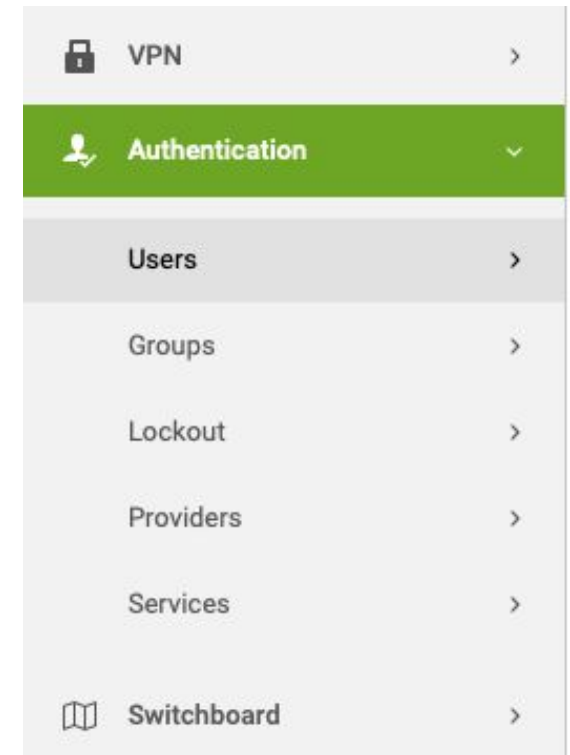 VPN
Authentication
Users
Groups
Lockout
Providers
Services
Switchboard